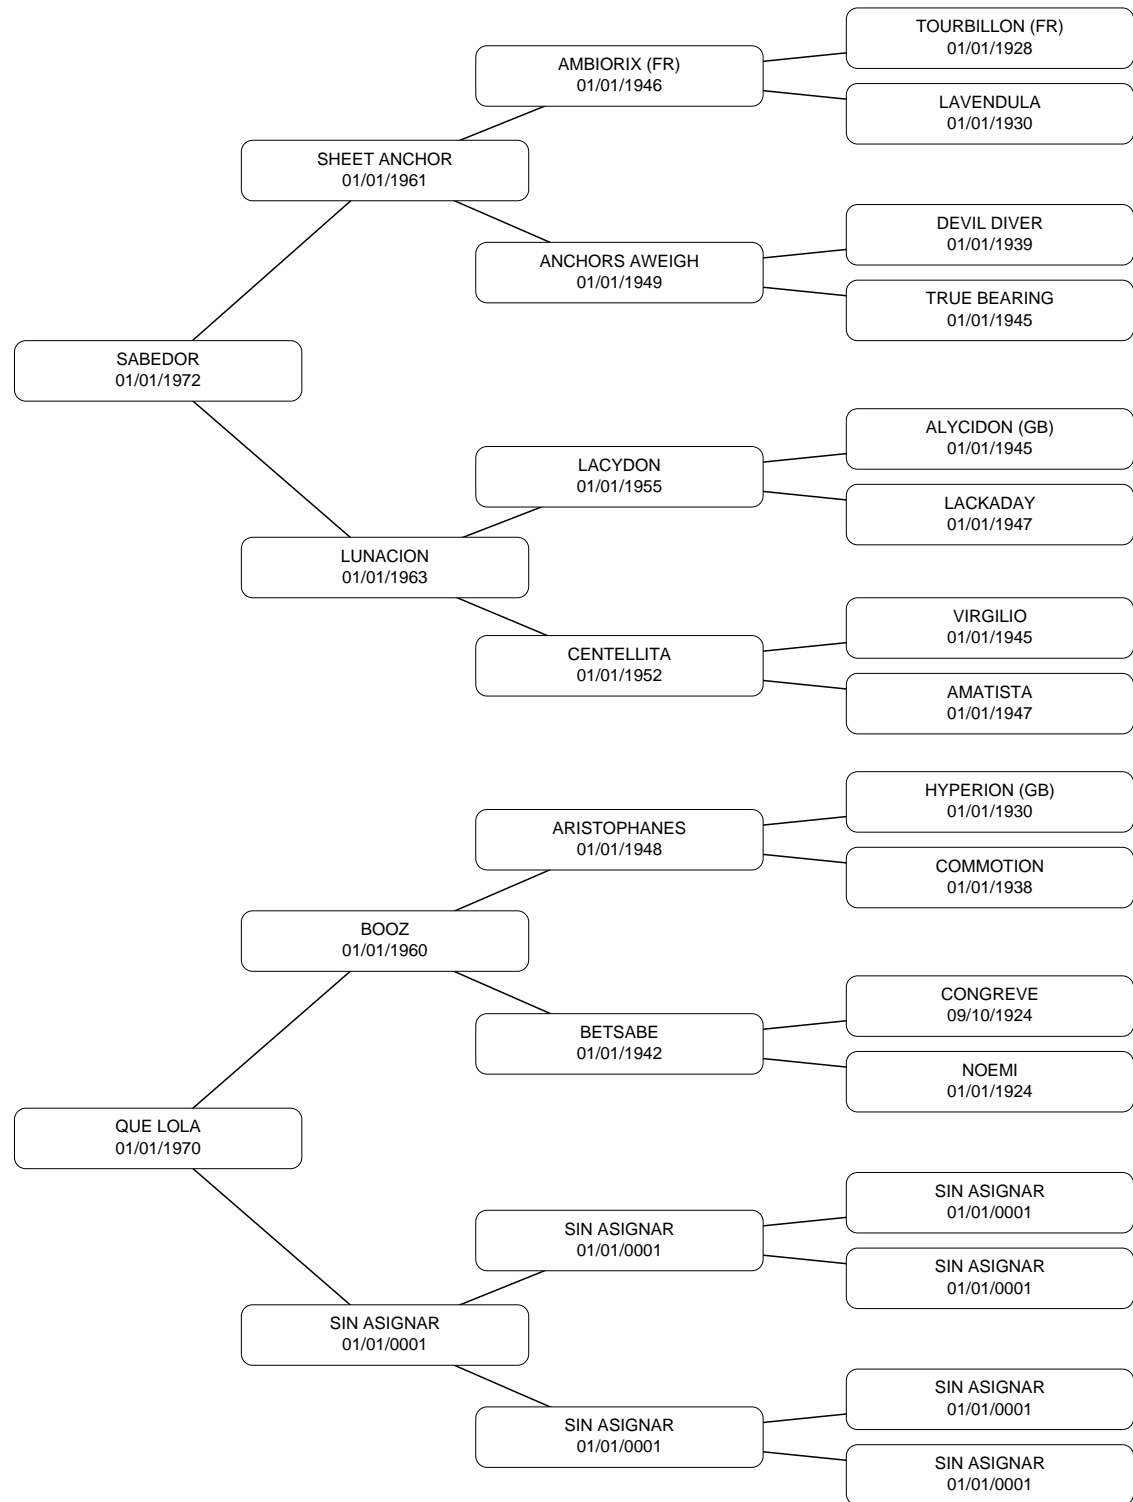 TOURBILLON (FR)
01/01/1928
AMBIORIX (FR)
01/01/1946
LAVENDULA
01/01/1930
SHEET ANCHOR
01/01/1961
DEVIL DIVER
01/01/1939
ANCHORS AWEIGH
01/01/1949
TRUE BEARING
01/01/1945
SABEDOR
01/01/1972
ALYCIDON (GB)
01/01/1945
LACYDON
01/01/1955
LACKADAY
01/01/1947
LUNACION
01/01/1963
VIRGILIO
01/01/1945
CENTELLITA
01/01/1952
AMATISTA
01/01/1947
HYPERION (GB)
01/01/1930
ARISTOPHANES
01/01/1948
COMMOTION
01/01/1938
BOOZ
01/01/1960
CONGREVE
09/10/1924
BETSABE
01/01/1942
NOEMI
01/01/1924
QUE LOLA
01/01/1970
SIN ASIGNAR
01/01/0001
SIN ASIGNAR
01/01/0001
SIN ASIGNAR
01/01/0001
SIN ASIGNAR
01/01/0001
SIN ASIGNAR
01/01/0001
SIN ASIGNAR
01/01/0001
SIN ASIGNAR
01/01/0001